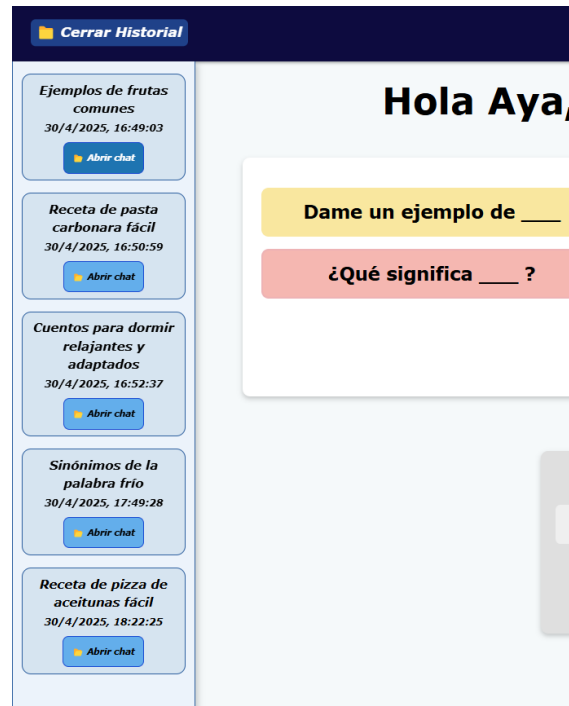 Cerrar Historial
Ejemplos de frutas
comunes
30/4/2025, 16:49:03
Abrir chat
Receta de pasta
carbonara fácil
30/4/2025, 16:50:59
Abrir chat
Cuentos para dormir
relajantes y
adaptados
30/4/2025, 16:52:37
Abrir chat
Sinónimos de la
palabra frío
30/4/2025, 17:49:28
Abrir chat
Receta de pizza de
aceitunas fácil
30/4/2025, 18:22:25
Abrir chat
Hola Aya,
Dame un ejemplo de ____
¿Qué significa ____ ?